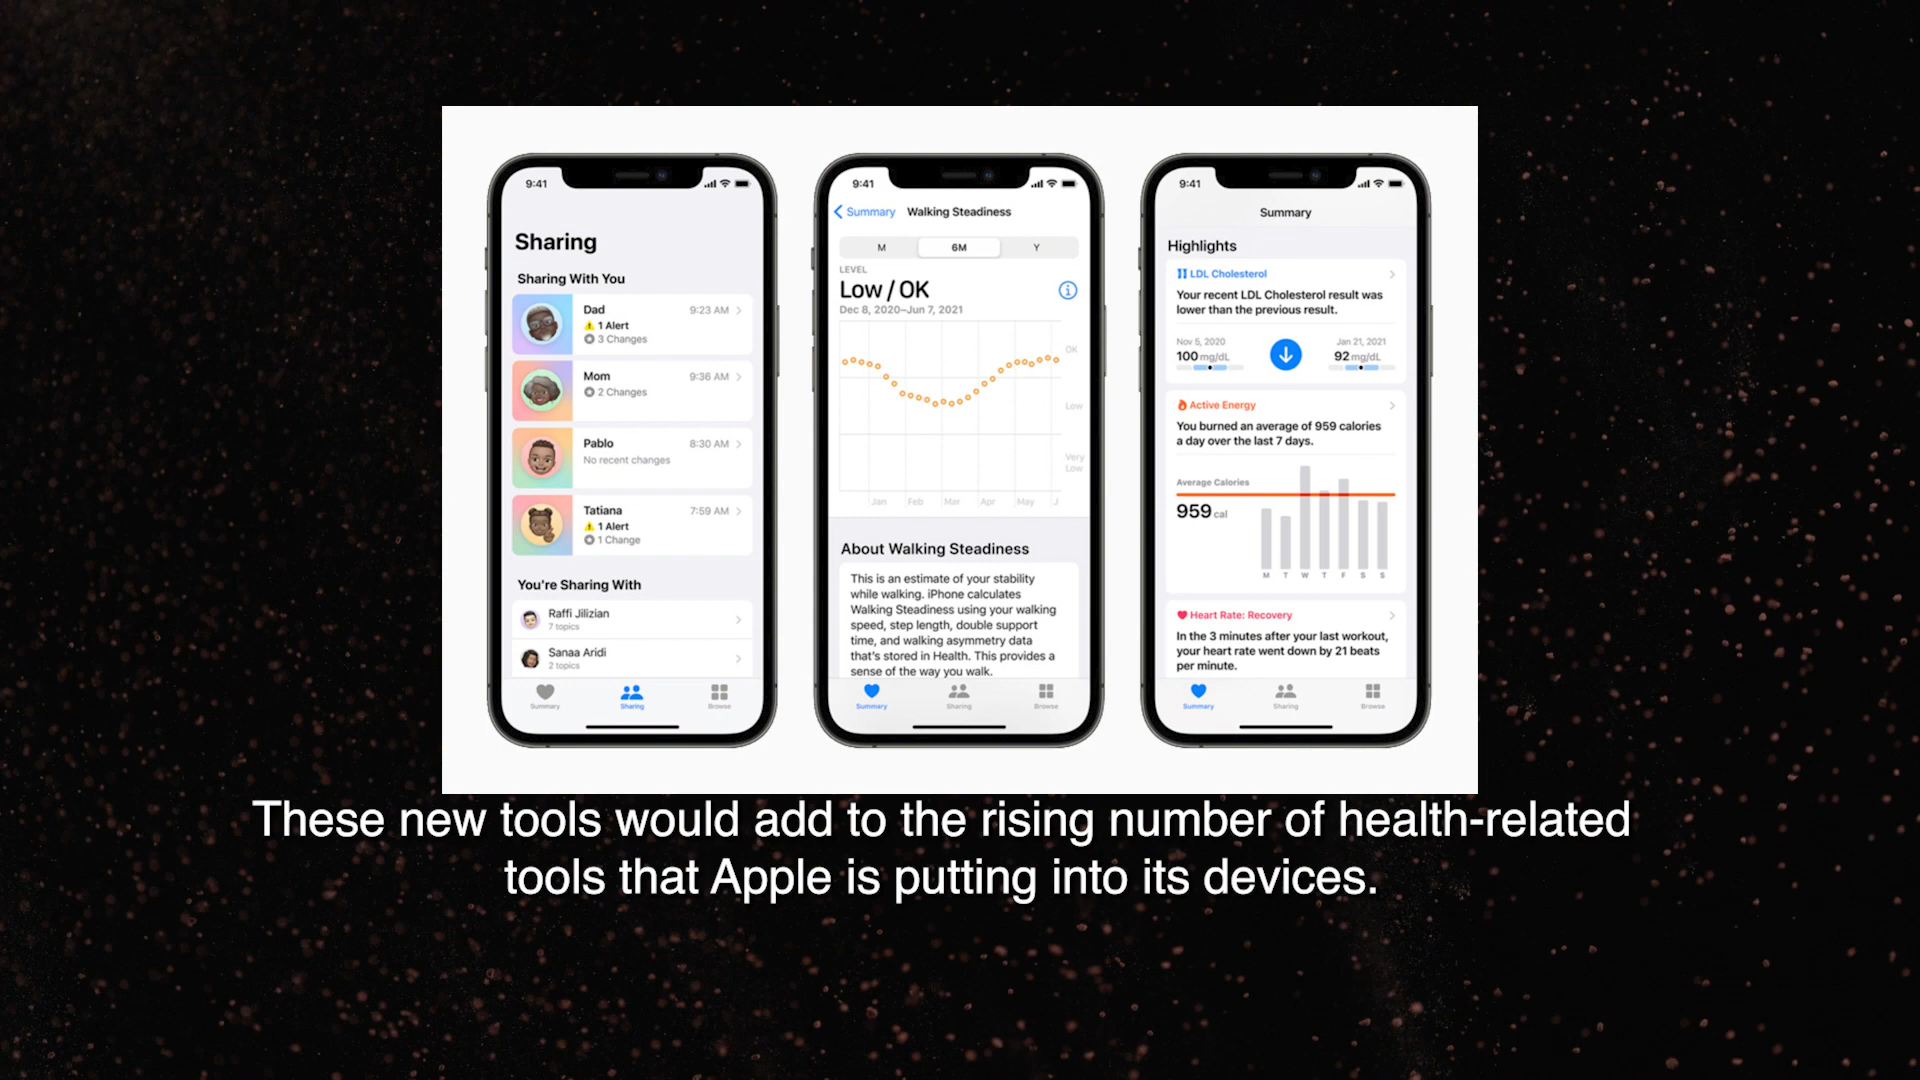 9:41
Sharing
Sharing With You
Dad
9:23 AM
1 Alert
3 Changes
Mom
9:36 AM
2 Changes
Pablo
8:30 AM
No recent changes
Tatiana
7:59 AM
1 Alert
1 Change
You're Sharing With
Raffi Jilizian
7 topics
Sanaa Aridi
2 topics
Summary
Sharing
Browse
9:41
Summary
Walking Steadiness
M
6M
Y
LEVEL
Low / OK
Dec 8, 2020–Jun 7, 2021
OK
Low
Very
Low
Jan
Feb
Mar
Apr
May
J
About Walking Steadiness
This is an estimate of your stability
while walking. iPhone calculates
Walking Steadiness using your walking
speed, step length, double support
time, and walking asymmetry data
that's stored in Health. This provides a
sense of the way you walk.
Summary
Sharing
Browse
9:41
Summary
Highlights
LDL Cholesterol
Your recent LDL Cholesterol result was
lower than the previous result.
Nov 5, 2020
100 mg/dL
Jan 21, 2021
92 mg/dL
Active Energy
You burned an average of 959 calories
a day over the last 7 days.
Average Calories
959 cal
M T W T F S S
Heart Rate: Recovery
In the 3 minutes after your last workout,
your heart rate went down by 21 beats
per minute.
Summary
Sharing
Browse
These new tools would add to the rising number of health-related
tools that Apple is putting into its devices.